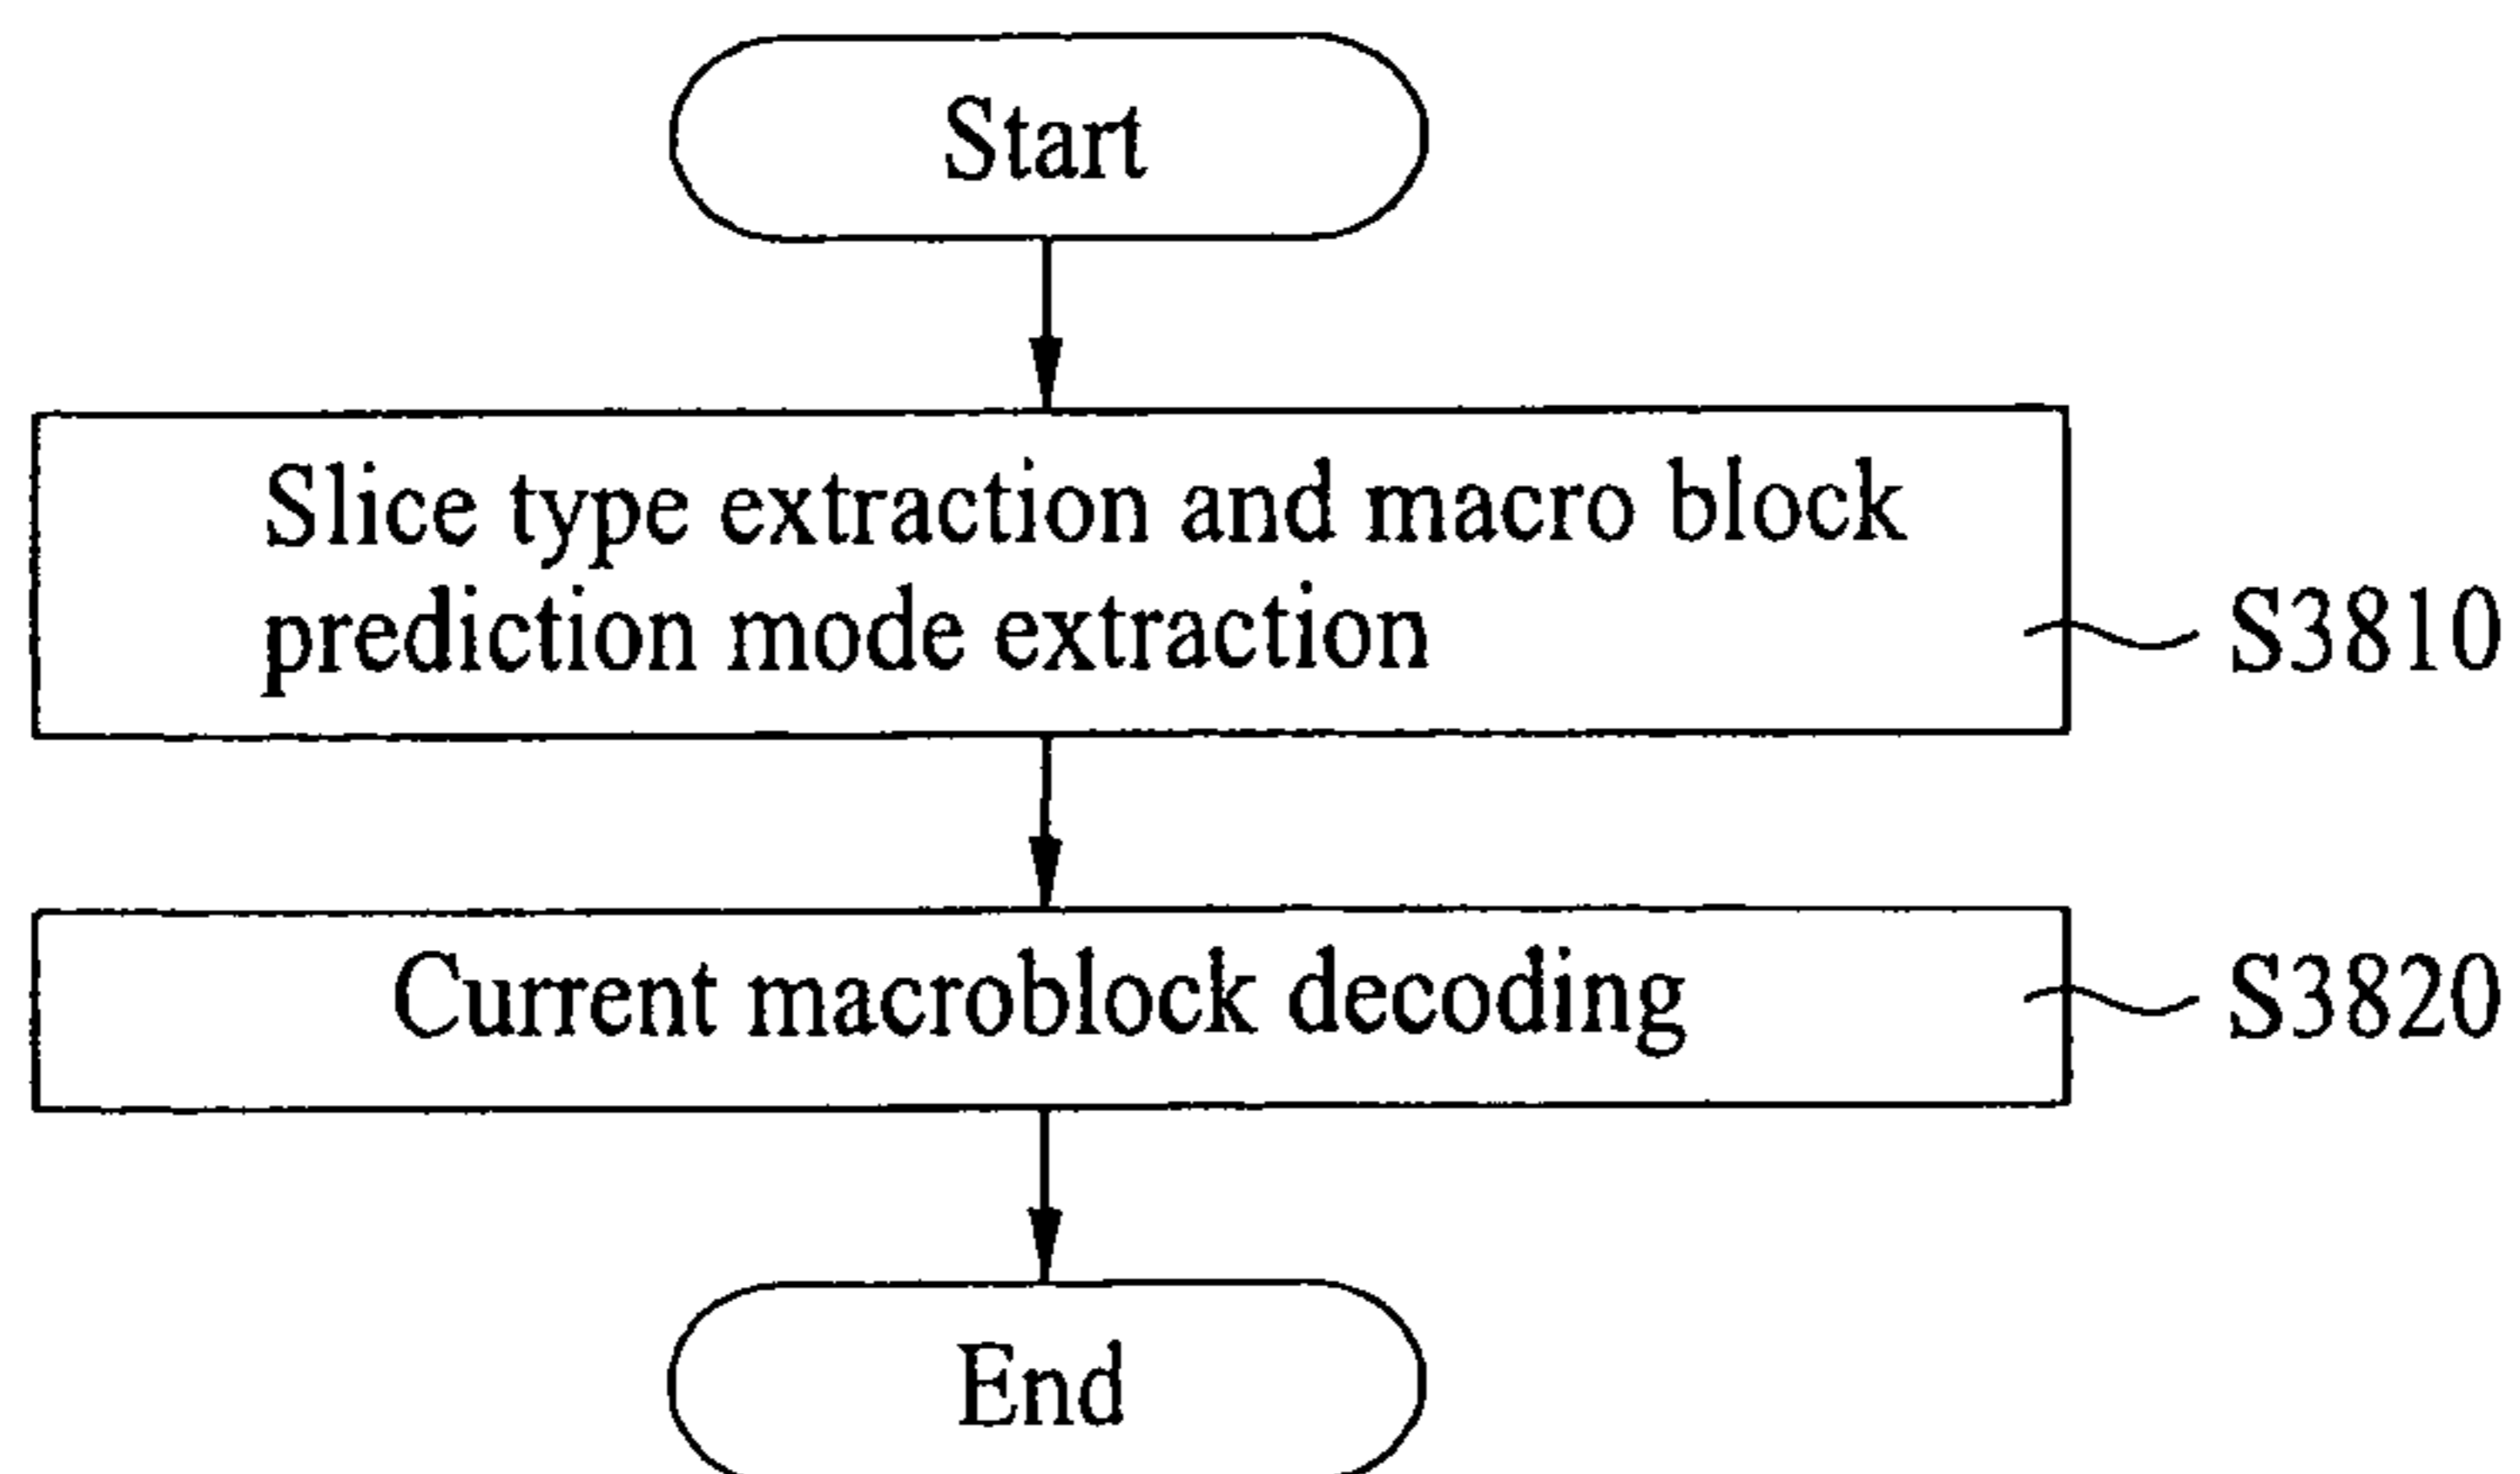 Start
Slice type extraction and macro block
prediction mode extraction
S3810
Current macroblock decoding
S3820
End